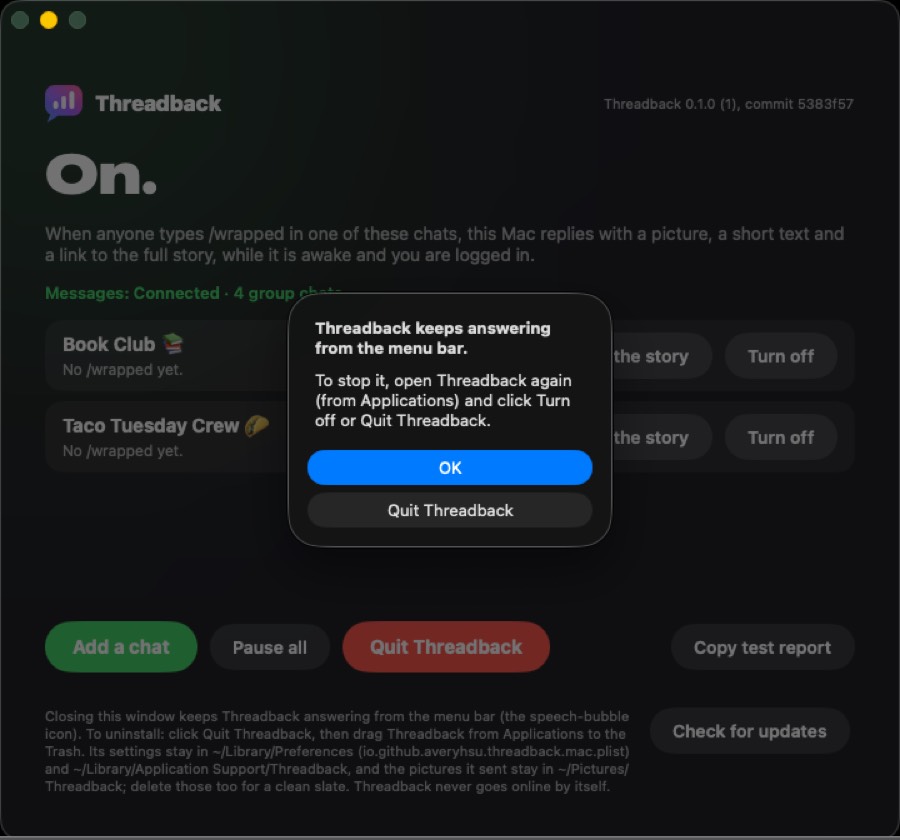 Threadback
Threadback 0.1.0 (1), commit 5383f57
On.
When anyone types /wrapped in one of these chats, this Mac replies with a picture, a short text and
a link to the full story, while it is awake and you are logged in.
Messages: Connected · 4 group chats
Book Club 📚
No /wrapped yet.
the story
Turn off
Taco Tuesday Crew 🌮
No /wrapped yet.
the story
Turn off
Threadback keeps answering
from the menu bar.
To stop it, open Threadback again
(from Applications) and click Turn
off or Quit Threadback.
OK
Quit Threadback
Add a chat
Pause all
Quit Threadback
Copy test report
Closing this window keeps Threadback answering from the menu bar (the speech-bubble
icon). To uninstall: click Quit Threadback, then drag Threadback from Applications to the
Trash. Its settings stay in ~/Library/Preferences (io.github.averyhsu.threadback.mac.plist)
and ~/Library/Application Support/Threadback, and the pictures it sent stay in ~/Pictures/
Threadback; delete those too for a clean slate. Threadback never goes online by itself.
Check for updates